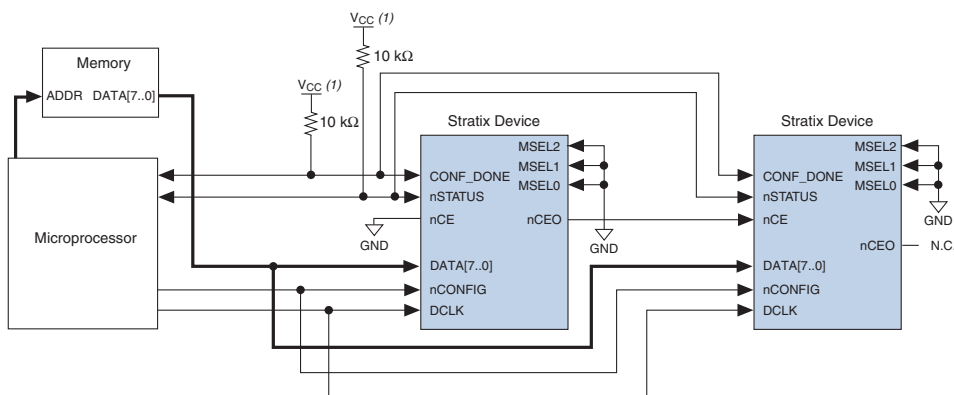 VCC (1)
10 kΩ
VCC (1)
10 kΩ
Memory
ADDR DATA[7..0]
Microprocessor
Stratix Device
MSEL2
MSEL1
MSEL0
CONF_DONE
nSTATUS
nCE
nCEO
GND
GND
DATA[7..0]
nCONFIG
DCLK
Stratix Device
MSEL2
MSEL1
MSEL0
CONF_DONE
nSTATUS
nCE
GND
nCEO
N.C.
DATA[7..0]
nCONFIG
DCLK